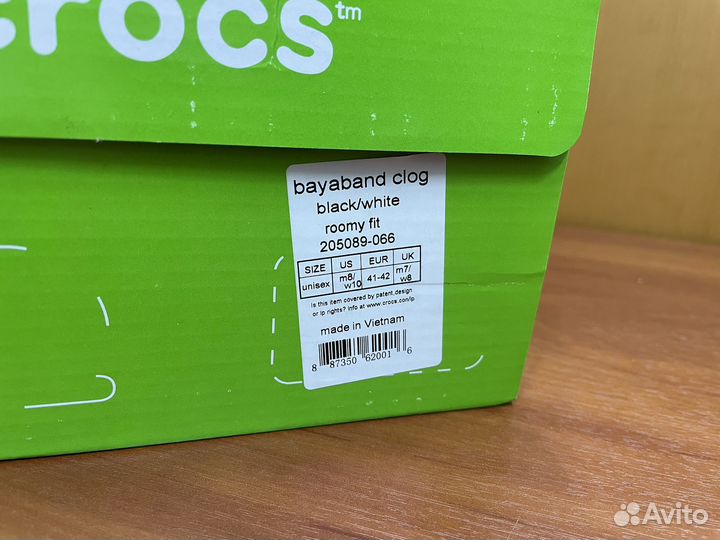 crocs™
bayaband clog
black/white
roomy fit
205089-066
SIZE US EUR UK
unisex m8/w10 41-42 m7/w8
Is this item covered by patent,design
or ip rights? Info at www.crocs.com/ip
made in Vietnam
8 87350 62001 6
Avito